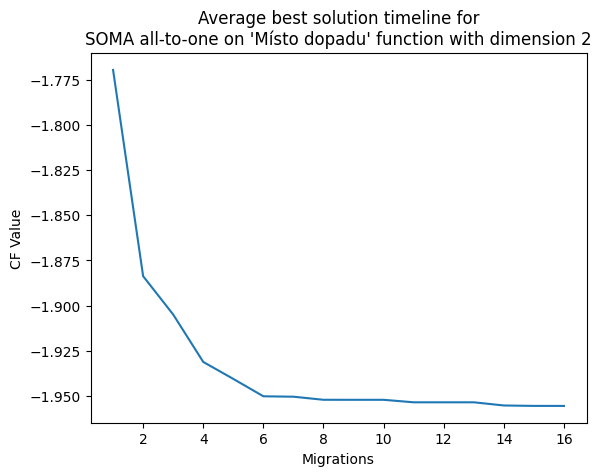 Average best solution timeline for
SOMA all-to-one on 'Místo dopadu' function with dimension 2
CF Value
−1.775
−1.800
−1.825
−1.850
−1.875
−1.900
−1.925
−1.950
2 4 6 8 10 12 14 16
Migrations